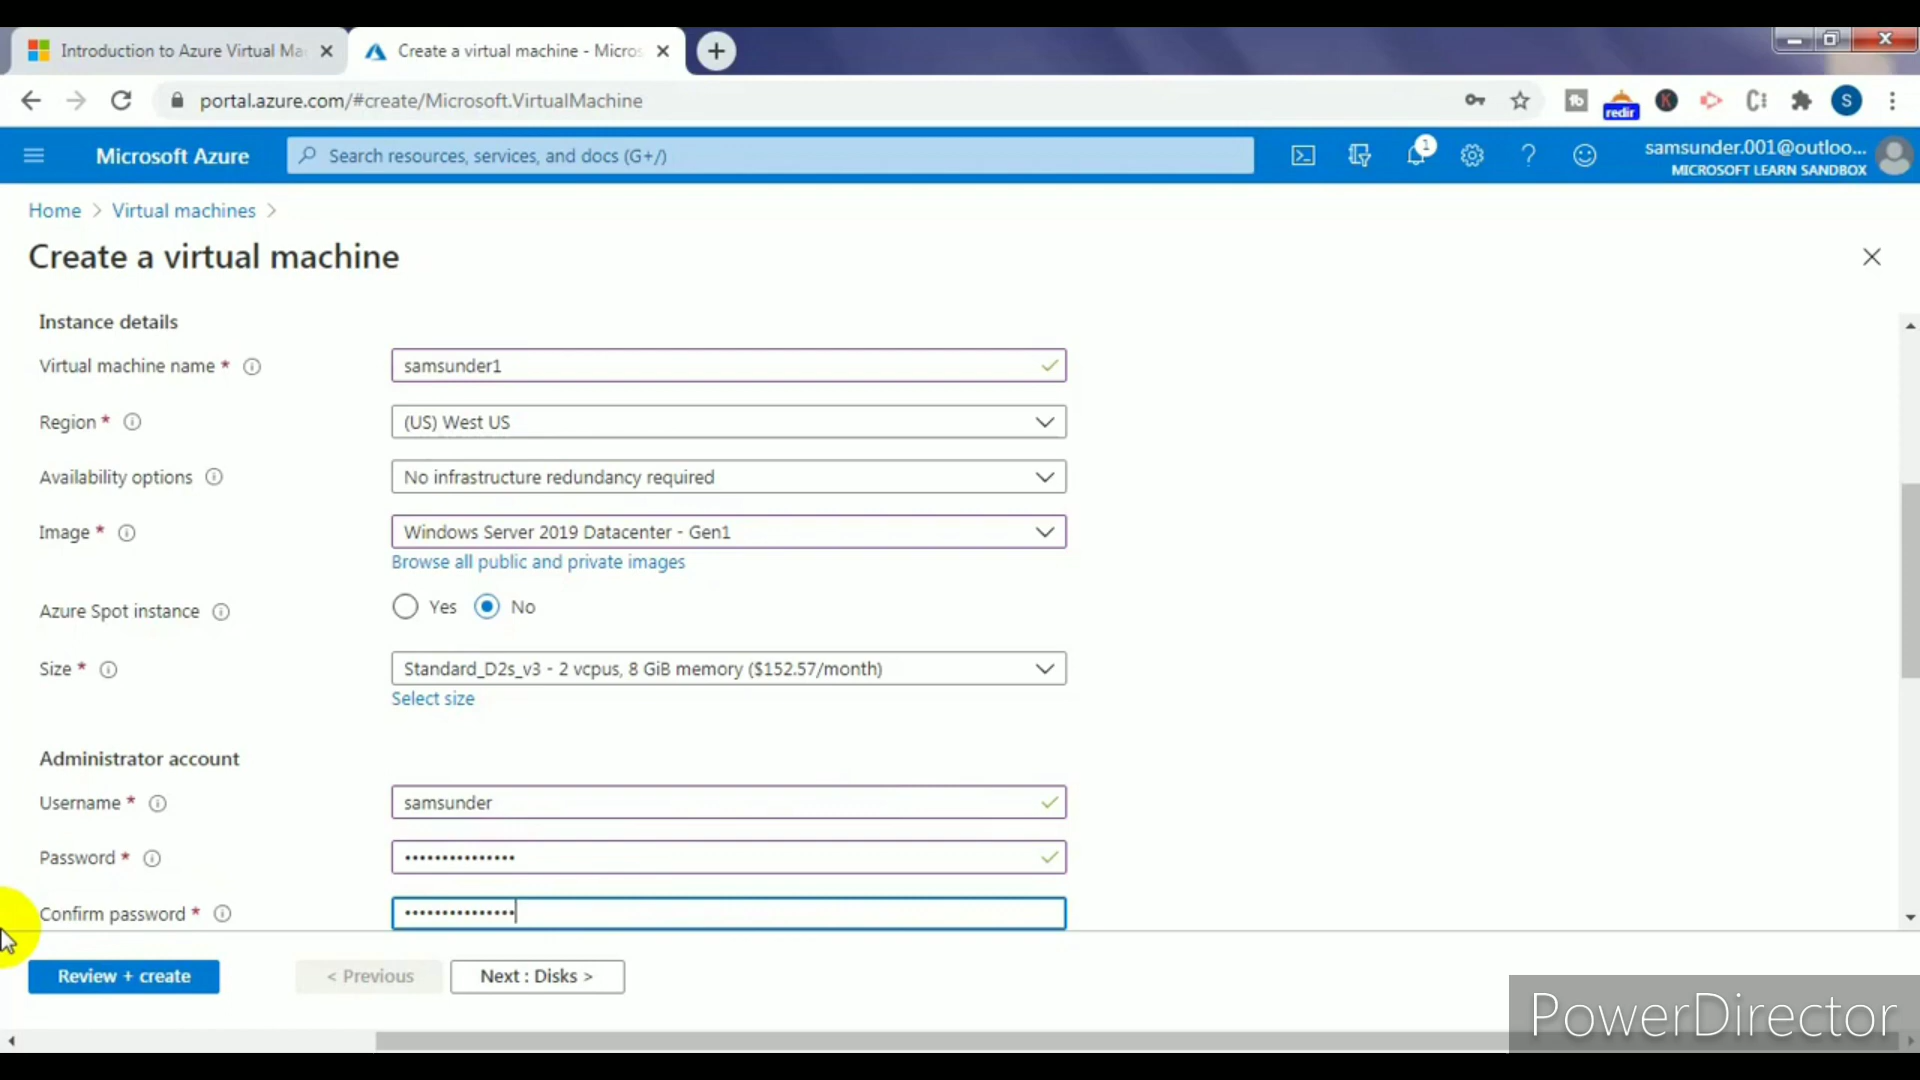 Introduction to Azure Virtual Ma
Create a virtual machine - Micros
portal.azure.com/#create/Microsoft.VirtualMachine
redir
S
Microsoft Azure
Search resources, services, and docs (G+/)
1
samsunder.001@outloo...
MICROSOFT LEARN SANDBOX
Home > Virtual machines >
Create a virtual machine
Instance details
Virtual machine name *
samsunder1
Region *
(US) West US
Availability options
No infrastructure redundancy required
Image *
Windows Server 2019 Datacenter - Gen1
Browse all public and private images
Azure Spot instance
Yes No
Size *
Standard_D2s_v3 - 2 vcpus, 8 GiB memory ($152.57/month)
Select size
Administrator account
Username *
samsunder
Password *
•••••••••••••••
Confirm password *
•••••••••••••••
Review + create
< Previous
Next : Disks >
PowerDirector